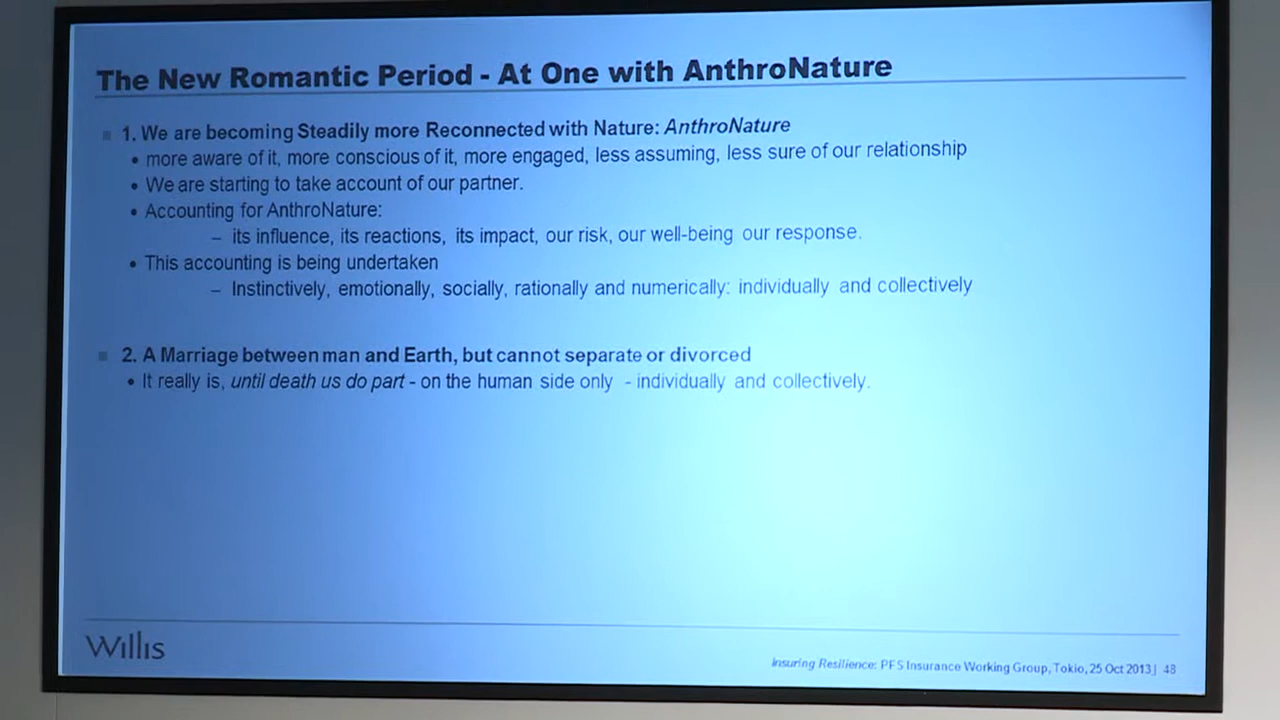 The New Romantic Period - At One with AnthroNature
1. We are becoming Steadily more Reconnected with Nature: AnthroNature
• more aware of it, more conscious of it, more engaged, less assuming, less sure of our relationship
• We are starting to take account of our partner.
• Accounting for AnthroNature:
– its influence, its reactions, its impact, our risk, our well-being our response.
• This accounting is being undertaken
– Instinctively, emotionally, socially, rationally and numerically: individually and collectively
2. A Marriage between man and Earth, but cannot separate or divorced
• It really is, until death us do part - on the human side only - individually and collectively.
Willis
Insuring Resilience: PFS Insurance Working Group, Tokio, 25 Oct 2013| 48